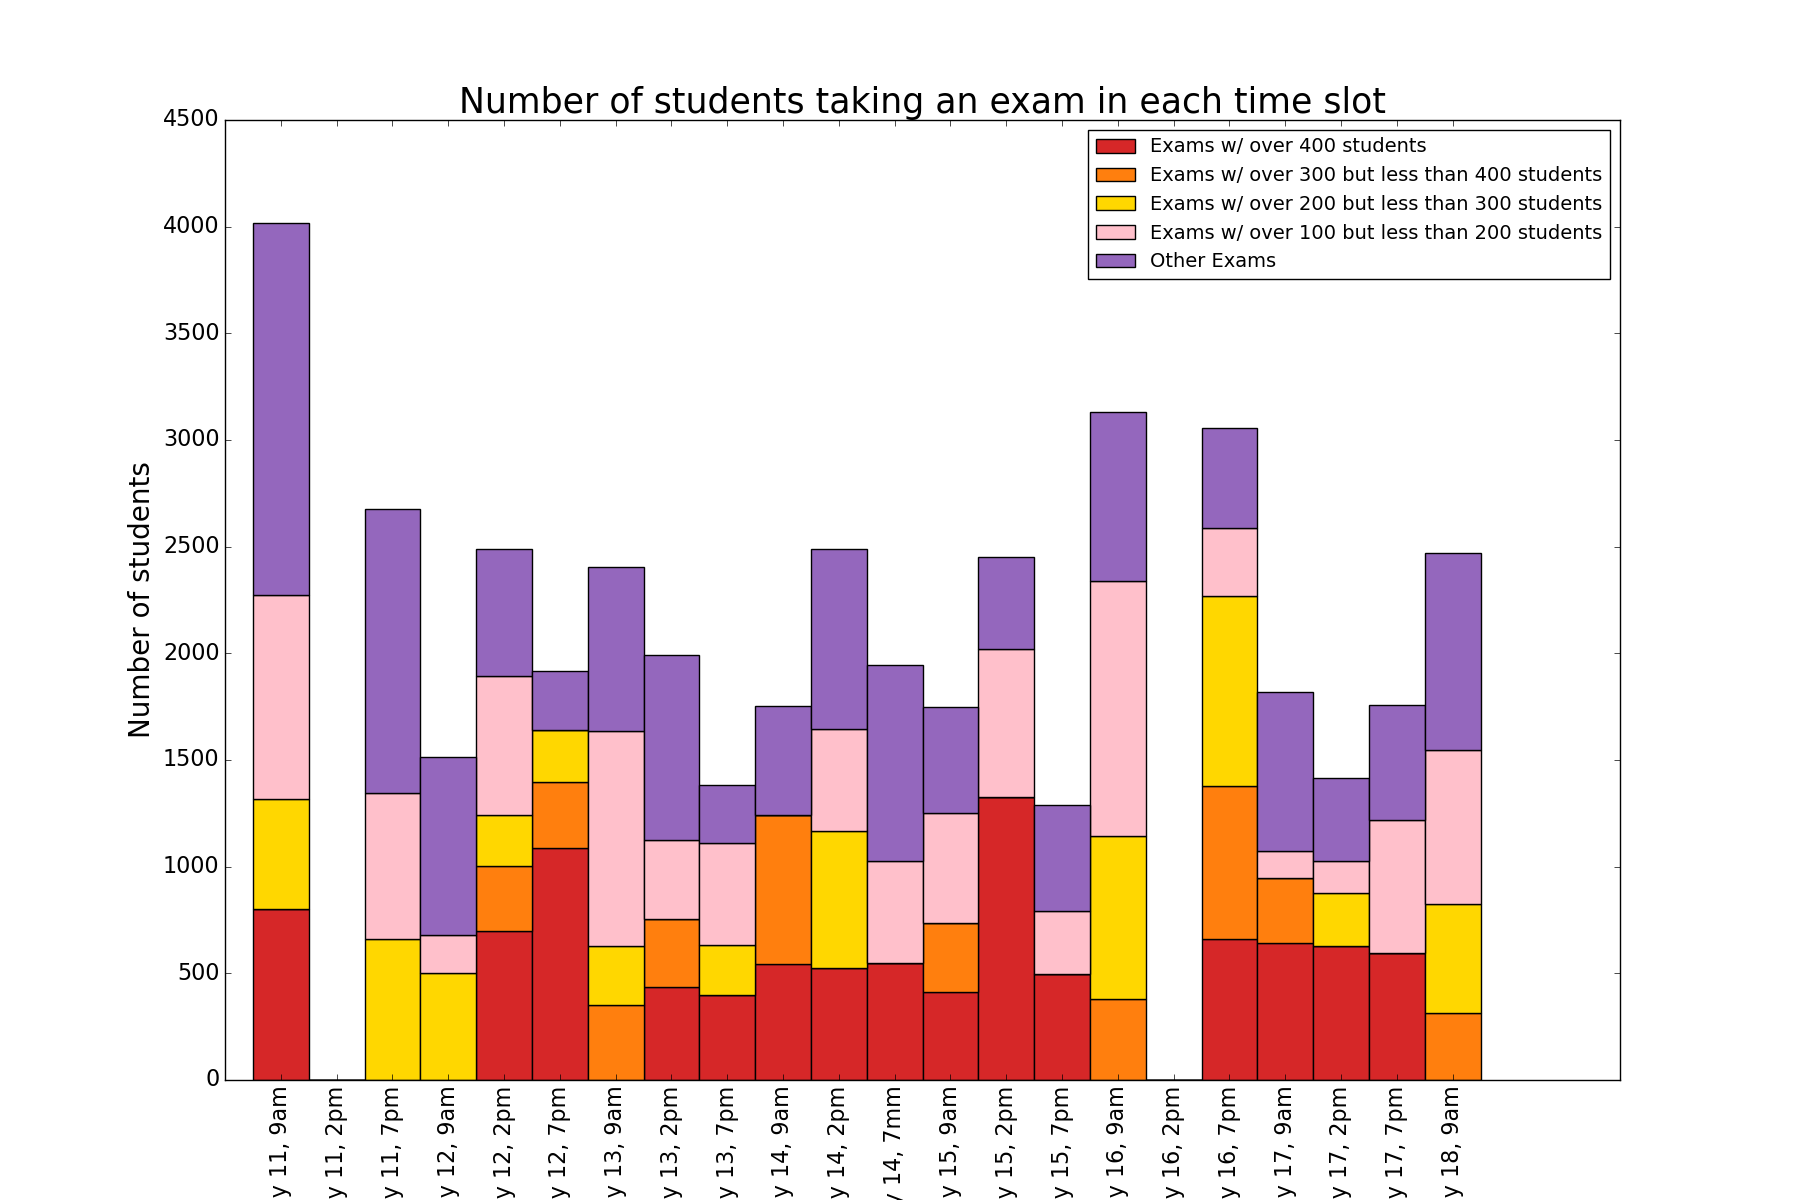 Number of students taking an exam in each time slot
4500
4000
3500
3000
2500
2000
1500
1000
500
0
Number of students
Exams w/ over 400 students
Exams w/ over 300 but less than 400 students
Exams w/ over 200 but less than 300 students
Exams w/ over 100 but less than 200 students
Other Exams
y 11, 9am
y 11, 2pm
y 11, 7pm
y 12, 9am
y 12, 2pm
y 12, 7pm
y 13, 9am
y 13, 2pm
y 13, 7pm
y 14, 9am
y 14, 2pm
y 14, 7mm
y 15, 9am
y 15, 2pm
y 15, 7pm
y 16, 9am
y 16, 2pm
y 16, 7pm
y 17, 9am
y 17, 2pm
y 17, 7pm
y 18, 9am